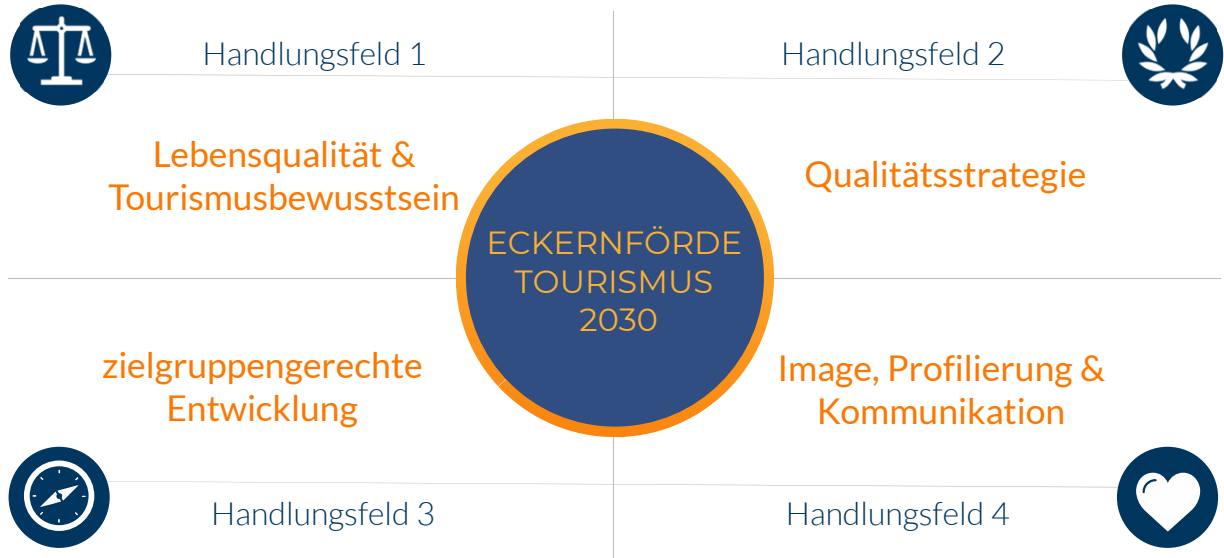 Handlungsfeld 1
Lebensqualität &
Tourismusbewusstsein
Handlungsfeld 2
Qualitätsstrategie
ECKERNFÖRDE
TOURISMUS
2030
zielgruppengerechte
Entwicklung
Handlungsfeld 3
Image, Profilierung &
Kommunikation
Handlungsfeld 4